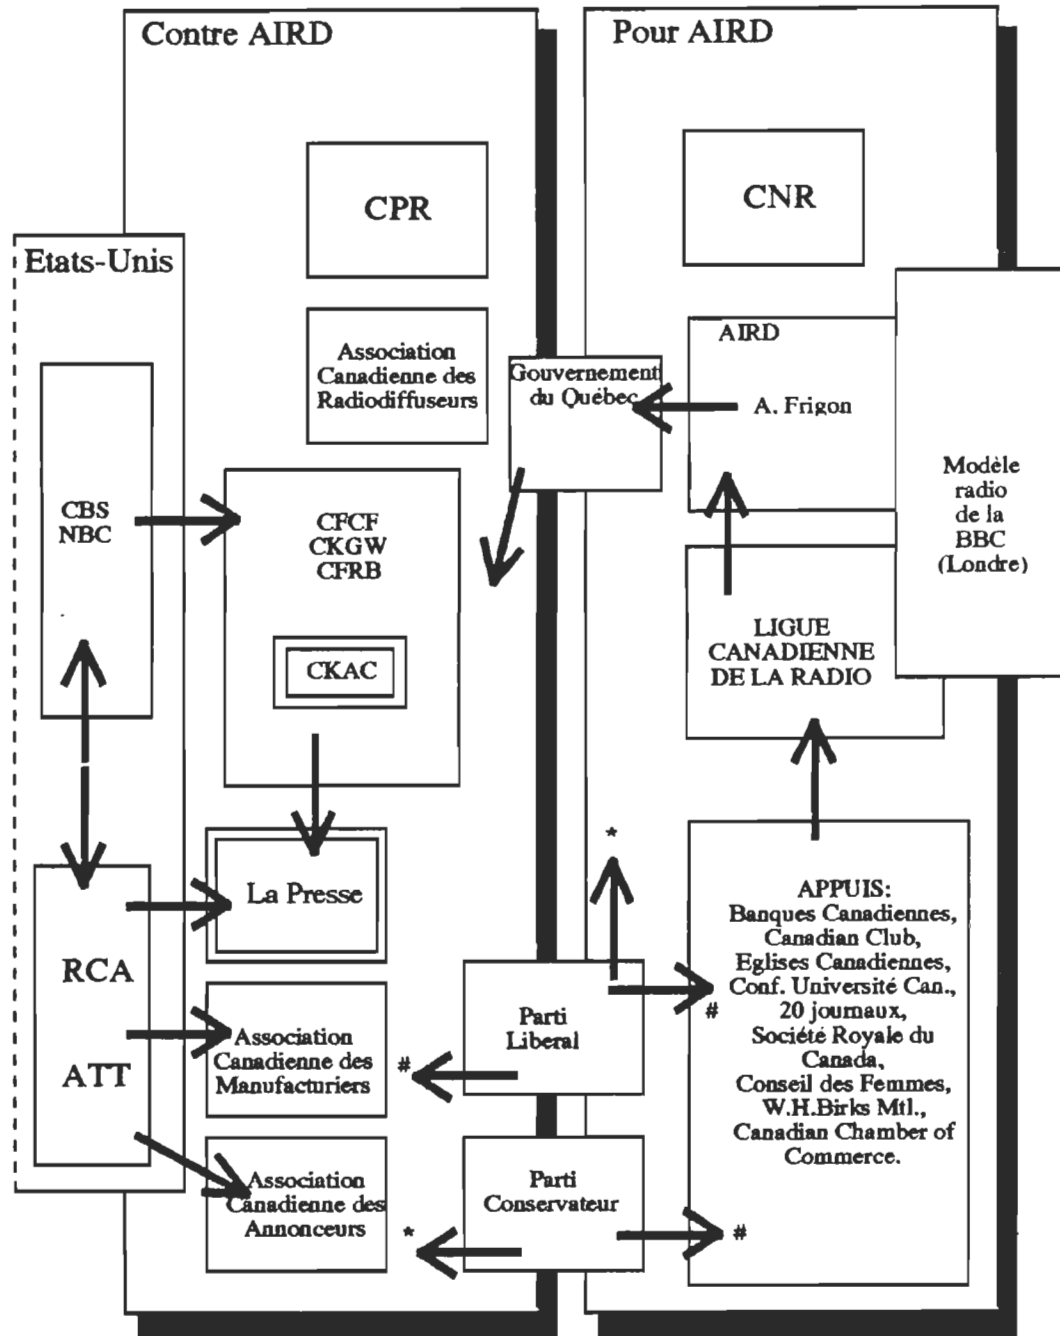 Contre AIRD
Pour AIRD
CPR
CNR
Etats-Unis
Association
Canadienne des
Radiodiffuseurs
Gouvernement
du Québec
AIRD
A. Frigon
Modèle
radio
de la
BBC
(Londre)
CBS
NBC
CFCF
CKGW
CFRB
CKAC
LIGUE
CANADIENNE
DE LA RADIO
La Presse
*
APPUIS:
Banques Canadiennes,
Canadian Club,
Eglises Canadiennes,
Conf. Université Can.,
20 journaux,
Société Royale du
Canada,
Conseil des Femmes,
W.H.Birks Mtl.,
Canadian Chamber of
Commerce.
RCA
ATT
Association
Canadienne des
Manufacturiers
#
Parti
Liberal
#
Association
Canadienne des
Annonceurs
*
Parti
Conservateur
#